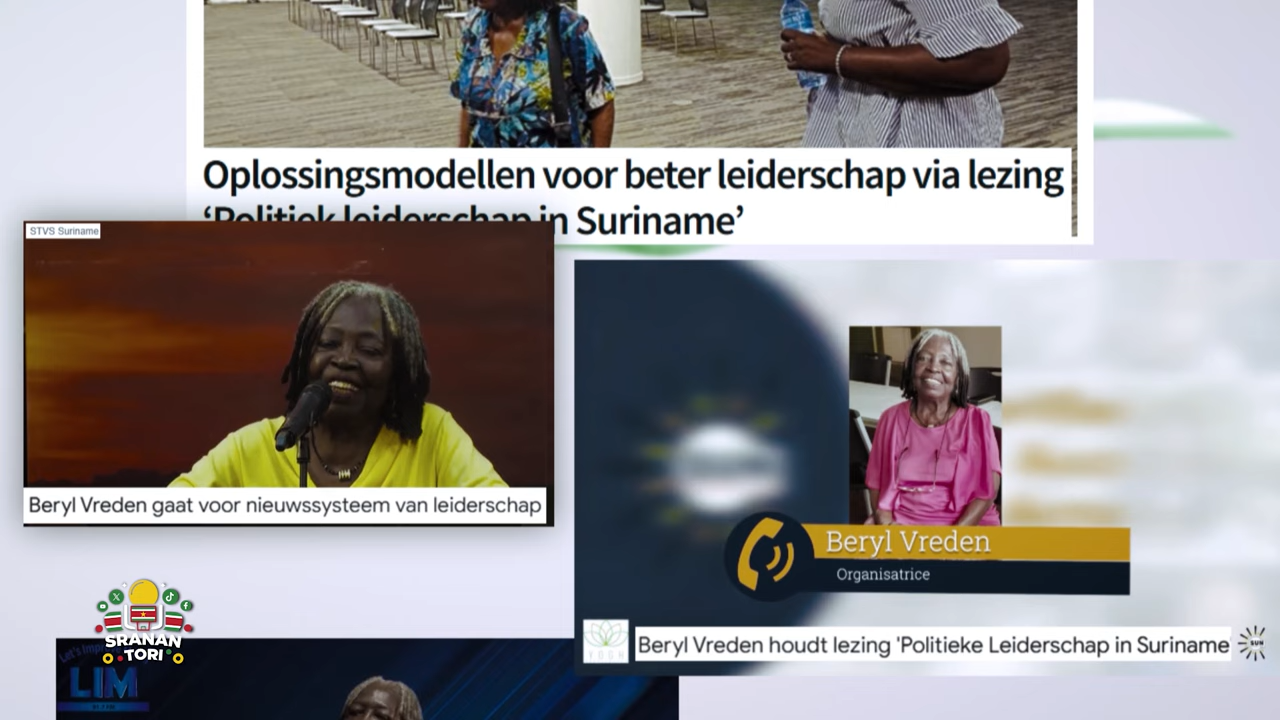 Oplossingsmodellen voor beter leiderschap via lezing
‘Politiek leiderschap in Suriname’
STVS Suriname
Beryl Vreden gaat voor nieuwssysteem van leiderschap
Beryl Vreden
Organisatrice
Beryl Vreden houdt lezing 'Politieke Leiderschap in Suriname'
SUN
SRANAN
TORI
LIM